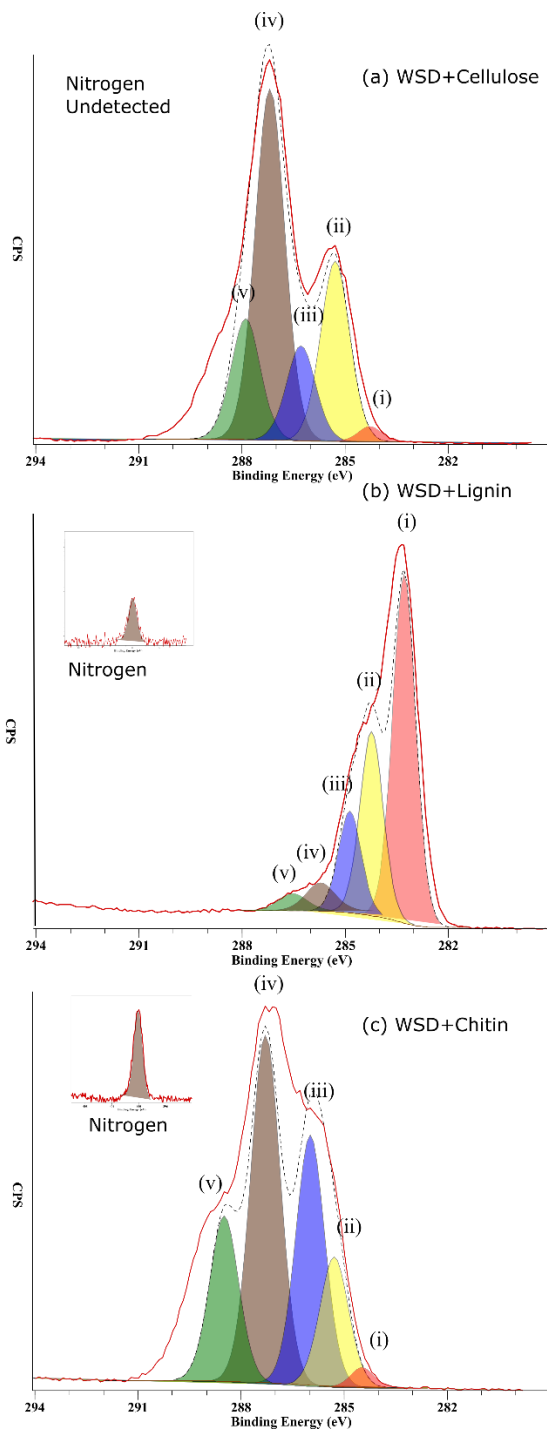 (iv)
Nitrogen
Undetected
(a) WSD+Cellulose
(ii)
(v)
(iii)
(i)
CPS
294
291
288
285
282
Binding Energy (eV)
(b) WSD+Lignin
(i)
Nitrogen
(ii)
(iii)
(iv)
(v)
CPS
294
291
288
285
282
Binding Energy (eV)
(iv)
(c) WSD+Chitin
Nitrogen
(iii)
(v)
(ii)
(i)
CPS
294
291
288
285
282
Binding Energy (eV)